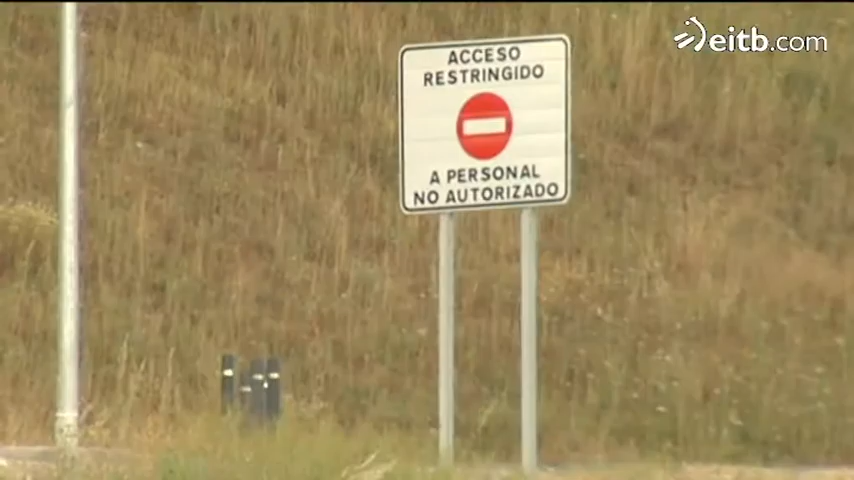 eitb.com
ACCESO
RESTRINGIDO
A PERSONAL
NO AUTORIZADO